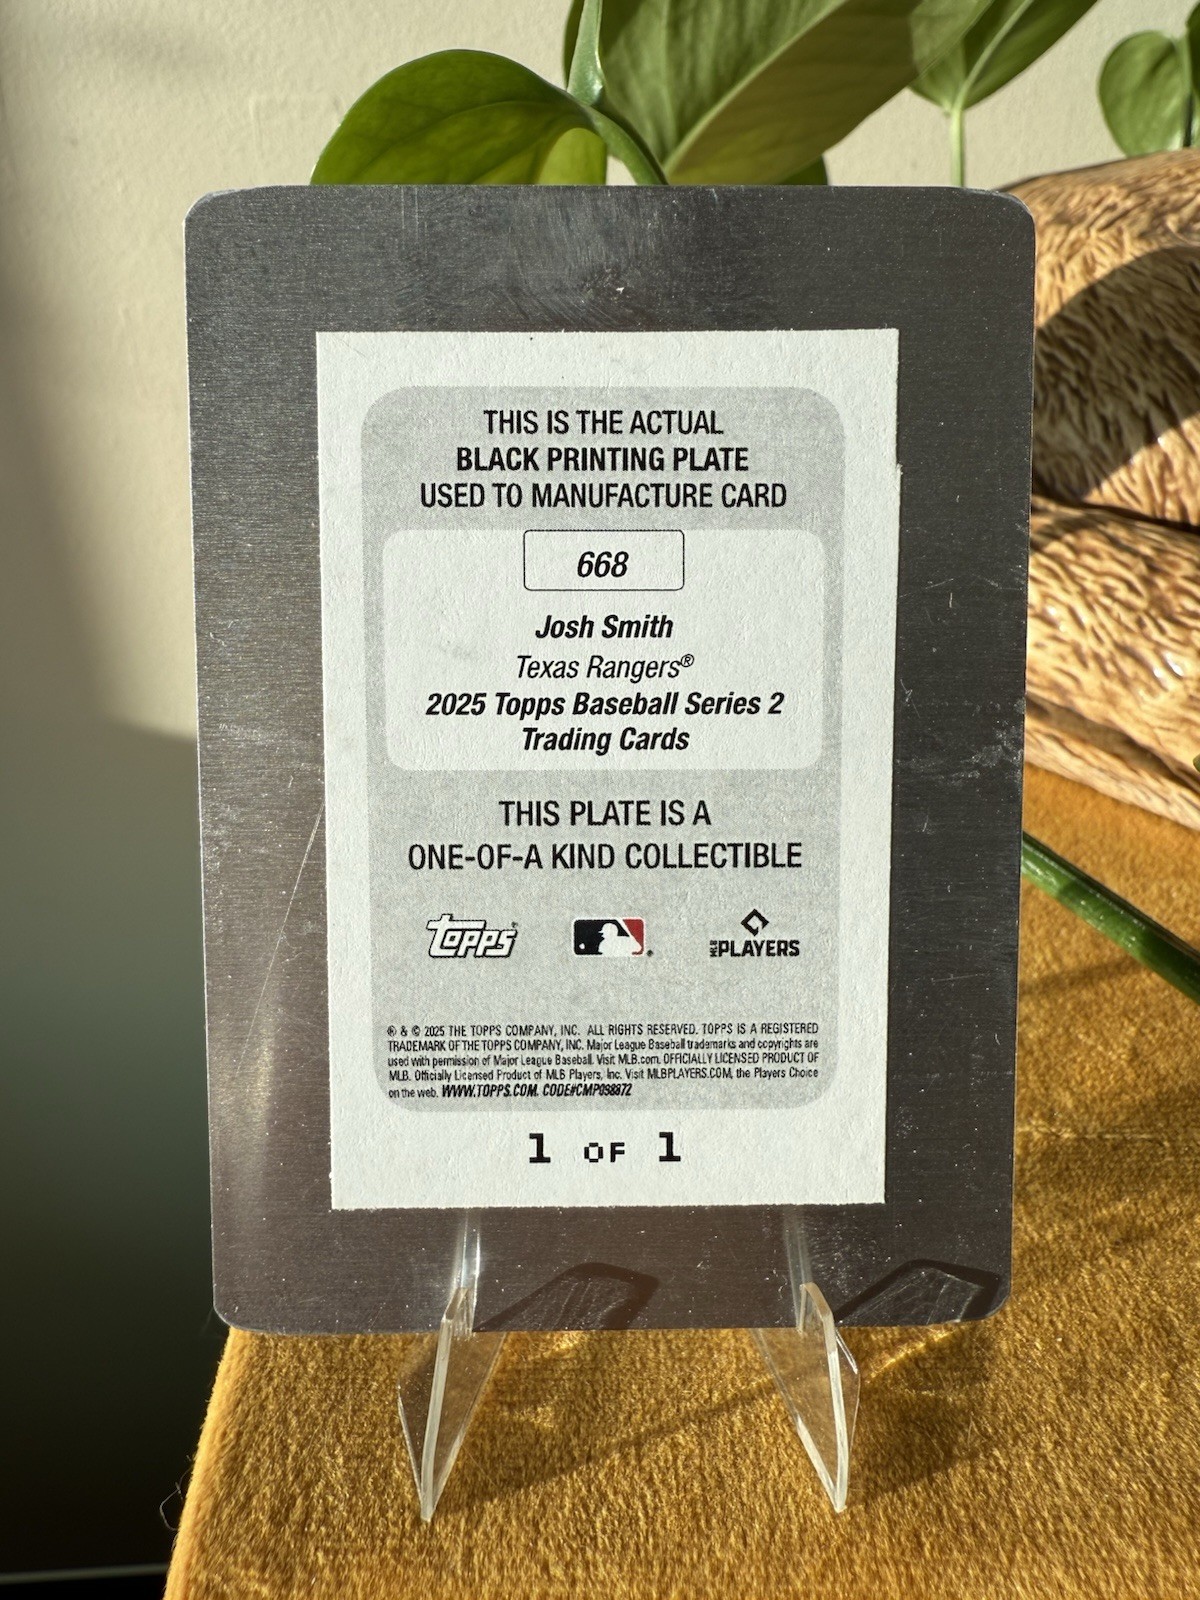 THIS IS THE ACTUAL
BLACK PRINTING PLATE
USED TO MANUFACTURE CARD
668
Josh Smith
Texas Rangers®
2025 Topps Baseball Series 2
Trading Cards
THIS PLATE IS A
ONE-OF-A KIND COLLECTIBLE
topps® ® MLB PLAYERS
® & © 2025 THE TOPPS COMPANY, INC. ALL RIGHTS RESERVED. TOPPS IS A REGISTERED
TRADEMARK OF THE TOPPS COMPANY, INC. Major League Baseball trademarks and copyrights are
used with permission of Major League Baseball. Visit MLB.com. OFFICIALLY LICENSED PRODUCT OF
MLB. Officially Licensed Product of MLB Players, Inc. Visit MLBPLAYERS.COM, the Players Choice
on the web. WWW.TOPPS.COM. CODE#CMP098872
1 OF 1